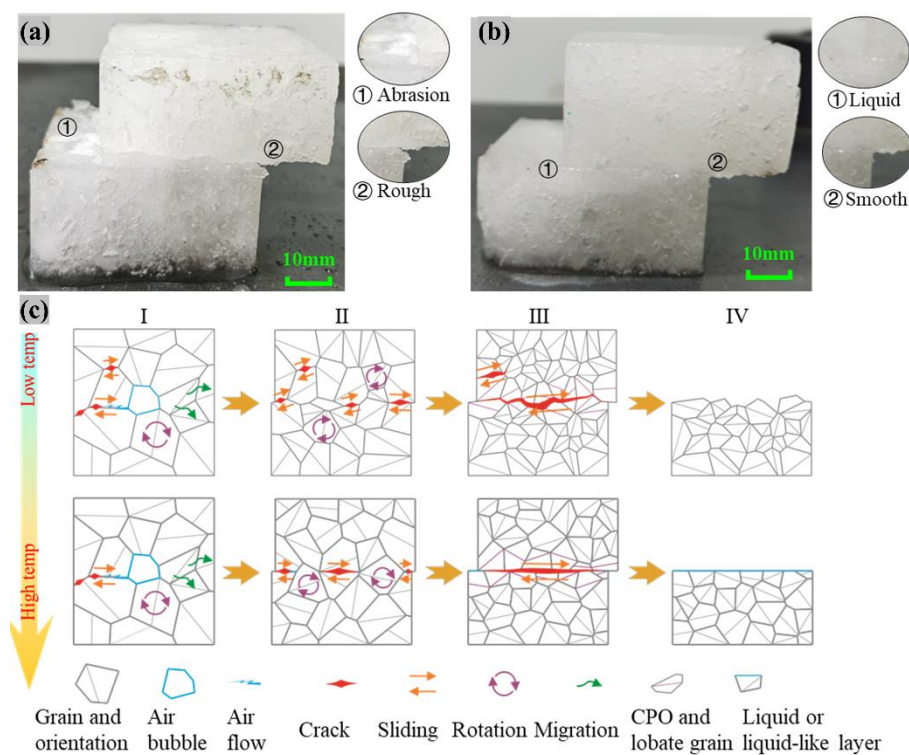 (a)
①
②
10mm
① Abrasion
② Rough
(b)
①
②
10mm
① Liquid
② Smooth
(c)
I II III IV
Low temp
High temp
Grain and orientation
Air bubble
Air flow
Crack
Sliding
Rotation
Migration
CPO and lobate grain
Liquid or liquid-like layer